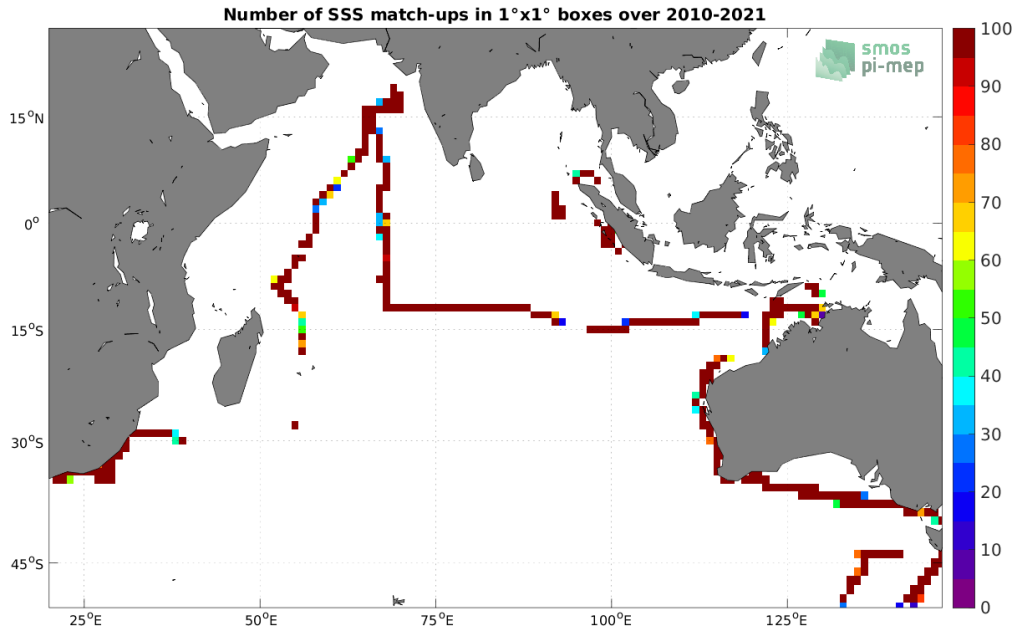 Number of SSS match-ups in 1°x1° boxes over 2010-2021
smos
pi-mep
15°N
0°
15°S
30°S
45°S
25°E
50°E
75°E
100°E
125°E
100
90
80
70
60
50
40
30
20
10
0